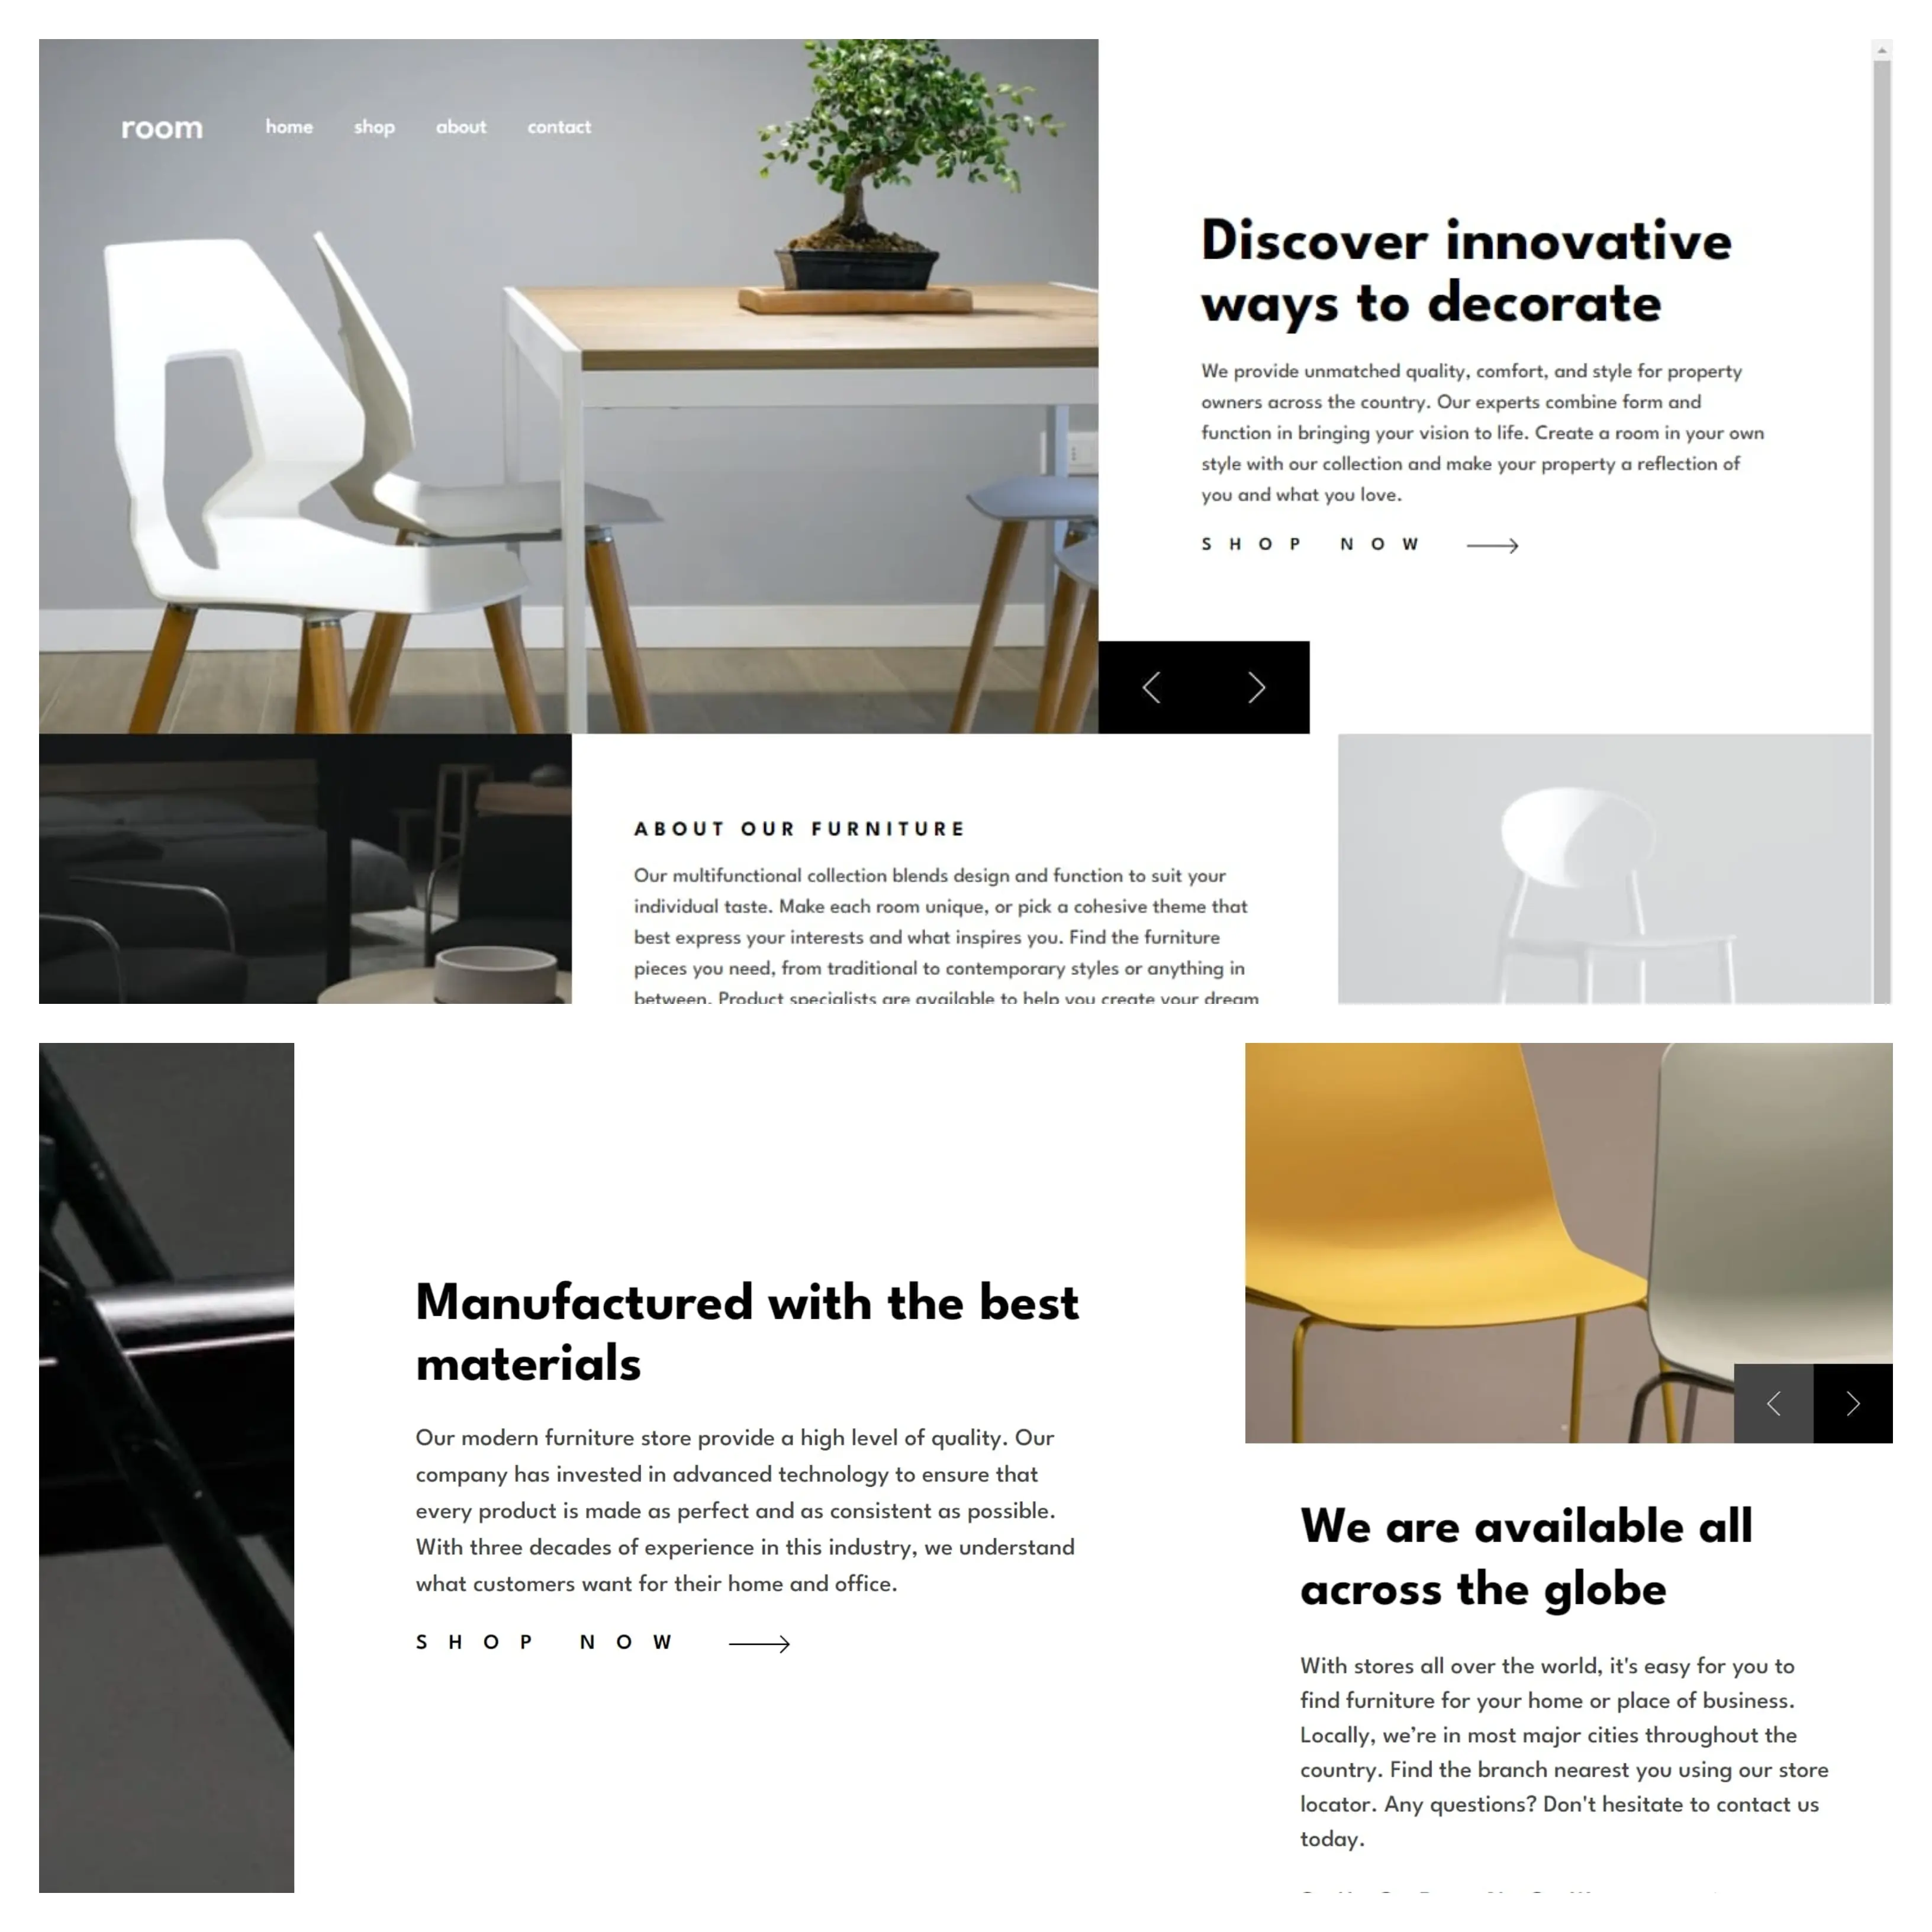 room home shop about contact
Discover innovative
ways to decorate
We provide unmatched quality, comfort, and style for property
owners across the country. Our experts combine form and
function in bringing your vision to life. Create a room in your own
style with our collection and make your property a reflection of
you and what you love.
SHOP NOW
ABOUT OUR FURNITURE
Our multifunctional collection blends design and function to suit your
individual taste. Make each room unique, or pick a cohesive theme that
best express your interests and what inspires you. Find the furniture
pieces you need, from traditional to contemporary styles or anything in
between. Product specialists are available to help you create your dream
Manufactured with the best
materials
Our modern furniture store provide a high level of quality. Our
company has invested in advanced technology to ensure that
every product is made as perfect and as consistent as possible.
With three decades of experience in this industry, we understand
what customers want for their home and office.
SHOP NOW
We are available all
across the globe
With stores all over the world, it's easy for you to
find furniture for your home or place of business.
Locally, we’re in most major cities throughout the
country. Find the branch nearest you using our store
locator. Any questions? Don't hesitate to contact us
today.